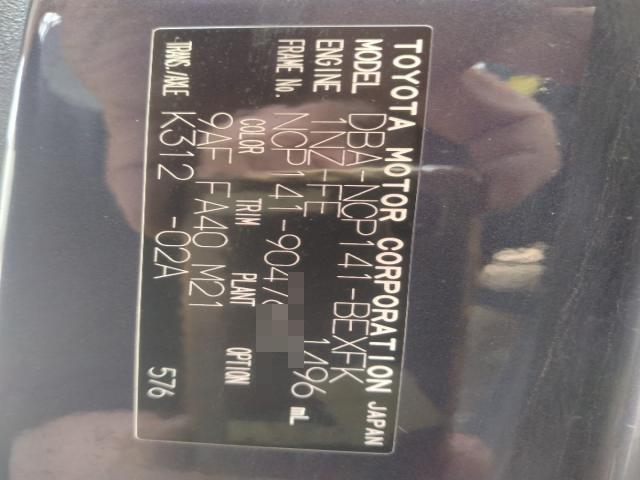 TOYOTA MOTOR CORPORATION JAPAN
MODEL DBA-NCP141-BEXFK
ENGINE 1NZ-FE 1496 mL
FRAME No. NCP141-9047
COLOR TRIM PLANT OPTION
9AF FA40 M21
TRANS./AXLE K312 -02A 576